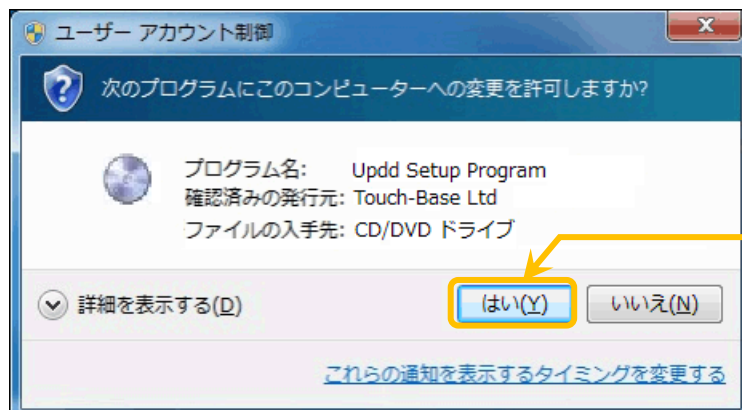 ユーザー アカウント制御
次のプログラムにこのコンピューターへの変更を許可しますか?
プログラム名: Updd Setup Program
確認済みの発行元: Touch-Base Ltd
ファイルの入手先: CD/DVD ドライブ
詳細を表示する(D)
はい(Y) いいえ(N)
これらの通知を表示するタイミングを変更する